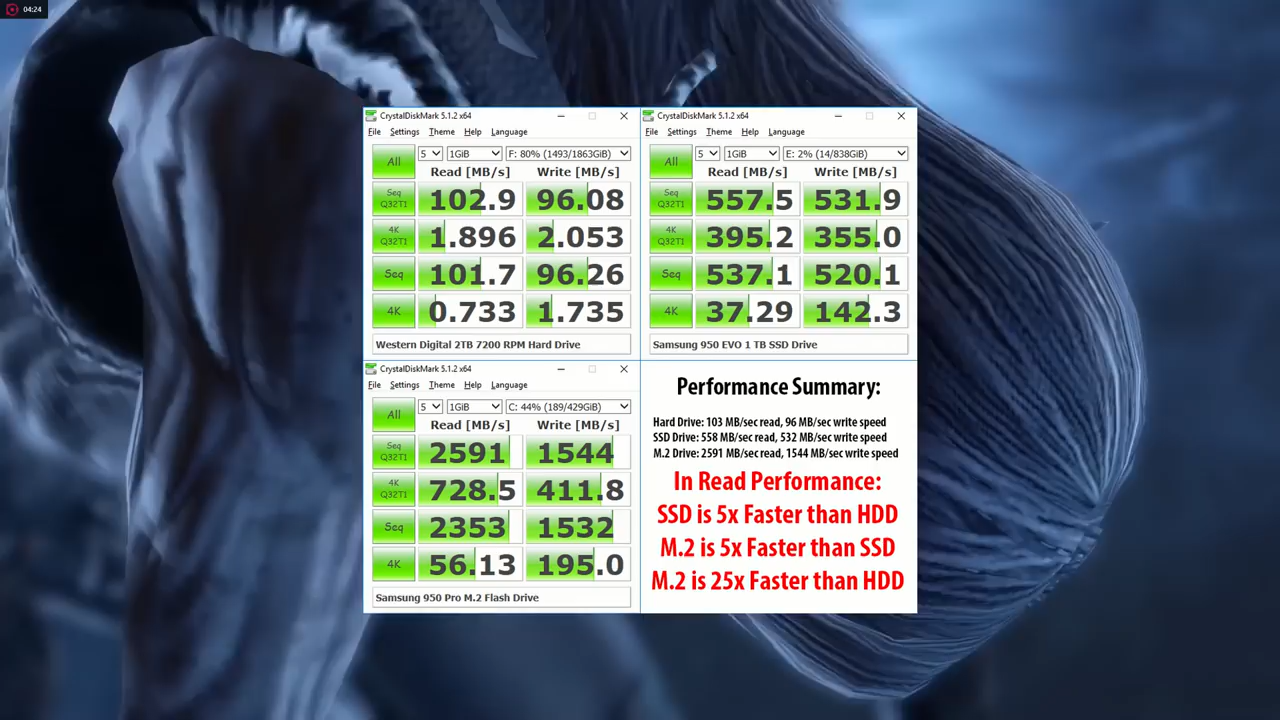 04:24
CrystalDiskMark 5.1.2 x64
File Settings Theme Help Language
All 5 1GiB F: 80% (1493/1863GiB)
Read [MB/s] Write [MB/s]
Seq Q32T1 102.9 96.08
4K Q32T1 1.896 2.053
Seq 101.7 96.26
4K 0.733 1.735
Western Digital 2TB 7200 RPM Hard Drive
CrystalDiskMark 5.1.2 x64
File Settings Theme Help Language
All 5 1GiB E: 2% (14/838GiB)
Read [MB/s] Write [MB/s]
Seq Q32T1 557.5 531.9
4K Q32T1 395.2 355.0
Seq 537.1 520.1
4K 37.29 142.3
Samsung 950 EVO 1 TB SSD Drive
CrystalDiskMark 5.1.2 x64
File Settings Theme Help Language
All 5 1GiB C: 44% (189/429GiB)
Read [MB/s] Write [MB/s]
Seq Q32T1 2591 1544
4K Q32T1 728.5 411.8
Seq 2353 1532
4K 56.13 195.0
Samsung 950 Pro M.2 Flash Drive
Performance Summary:
Hard Drive: 103 MB/sec read, 96 MB/sec write speed
SSD Drive: 558 MB/sec read, 532 MB/sec write speed
M.2 Drive: 2591 MB/sec read, 1544 MB/sec write speed
In Read Performance:
SSD is 5x Faster than HDD
M.2 is 5x Faster than SSD
M.2 is 25x Faster than HDD